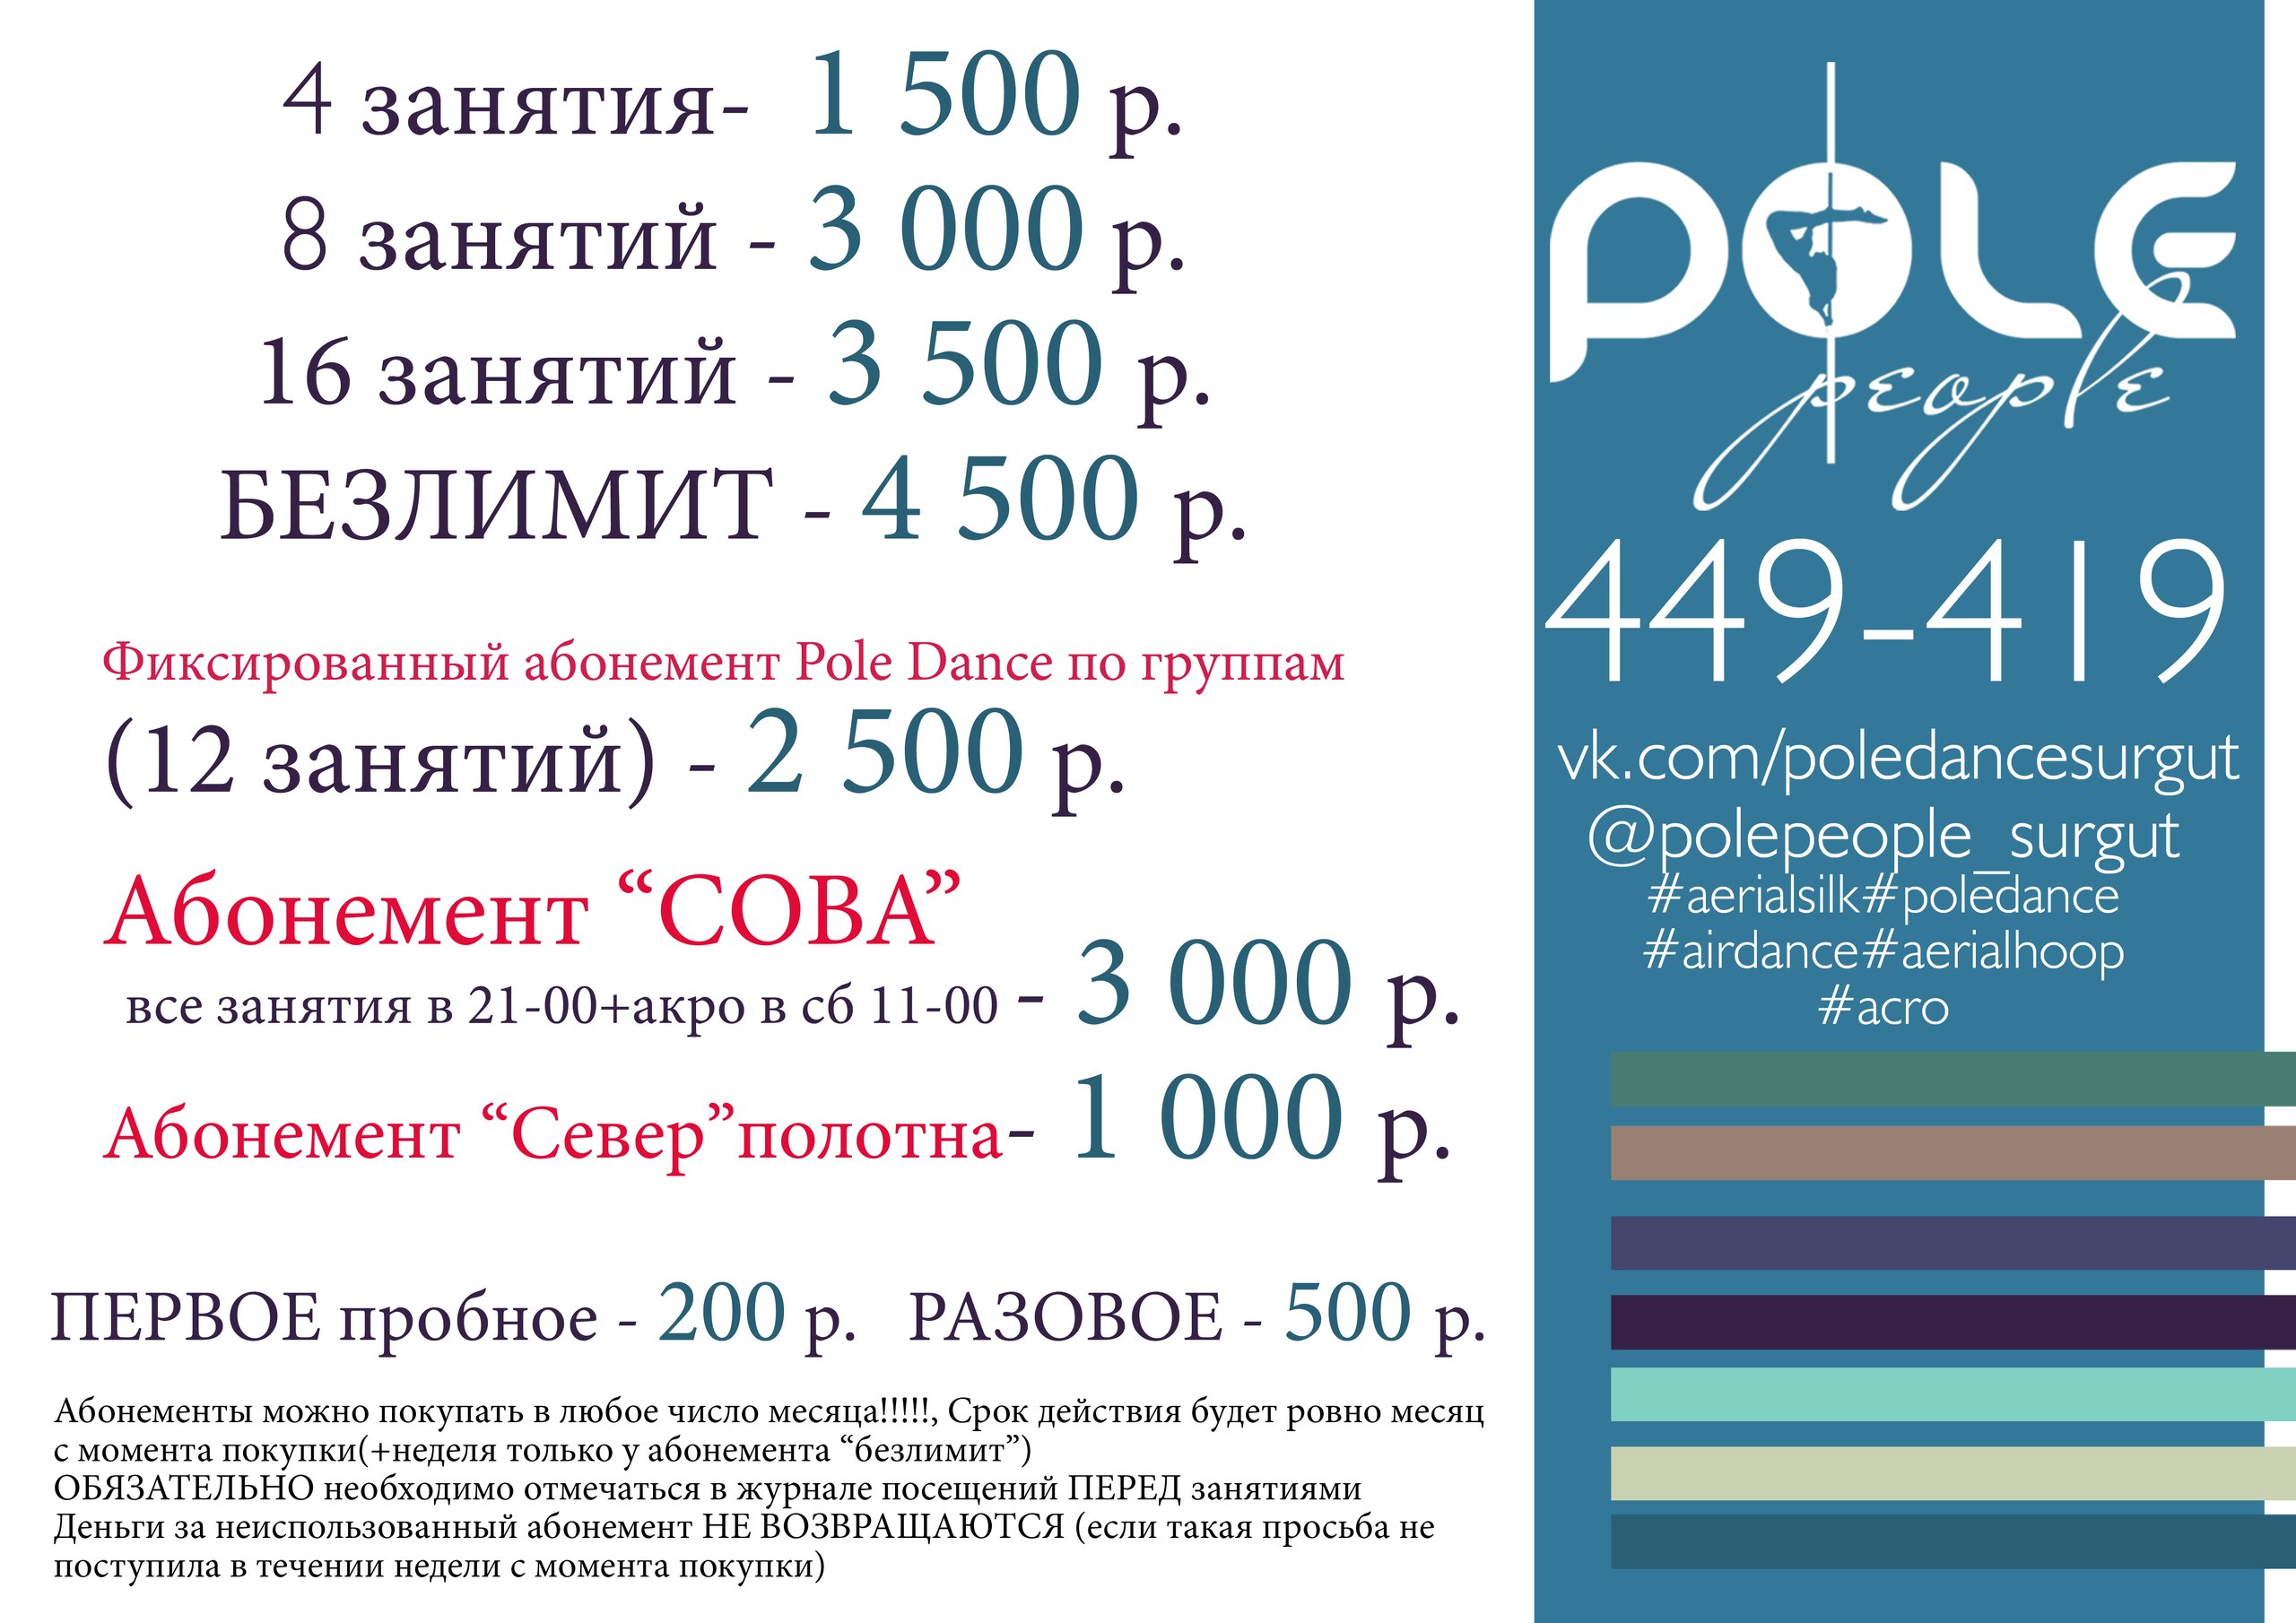 4 занятия- 1 500 р.
8 занятий - 3 000 р.
16 занятий - 3 500 р.
БЕЗЛИМИТ - 4 500 р.
Фиксированный абонемент Pole Dance по группам
(12 занятий) - 2 500 р.
Абонемент “СОВА”
все занятия в 21-00+акро в сб 11-00 - 3 000 р.
Абонемент “Север”полотна- 1 000 р.
ПЕРВОЕ пробное - 200 р. РАЗОВОЕ - 500 р.
Абонементы можно покупать в любое число месяца!!!!!, Срок действия будет ровно месяц
с момента покупки(+неделя только у абонемента “безлимит”)
ОБЯЗАТЕЛЬНО необходимо отмечаться в журнале посещений ПЕРЕД занятиями
Деньги за неиспользованный абонемент НЕ ВОЗВРАЩАЮТСЯ (если такая просьба не
поступила в течении недели с момента покупки)
POLE
people
449-419
vk.com/poledancesurgut
@polepeople_surgut
#aerialsilk#poledance
#airdance#aerialhoop
#acro